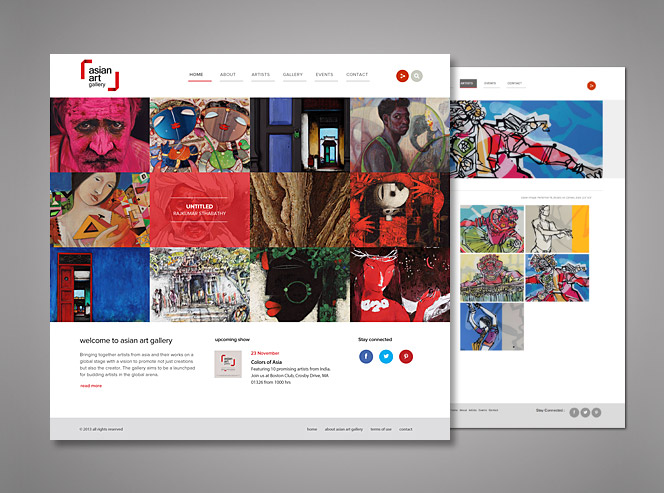 asian
art
gallery
HOME ABOUT ARTISTS GALLERY EVENTS CONTACT
ARTISTS EVENTS CONTACT
UNTITLED
RAJKUMAR STHABATHY
welcome to asian art gallery
Bringing together artists from asia and their works on a
global stage with a vision to promote not just creations
but also the creator. The gallery aims to be a launchpad
for budding artists in the global arena.
read more
upcoming show
asian
art
gallery
23 November
Colors of Asia
Featuring 10 promising artists from India.
Join us at Boston Club, Crosby Drive, MA
01326 from 1000 hrs
Stay connected
© 2013 all rights reserved
home about asian art gallery terms of use contact
Stay Connected :